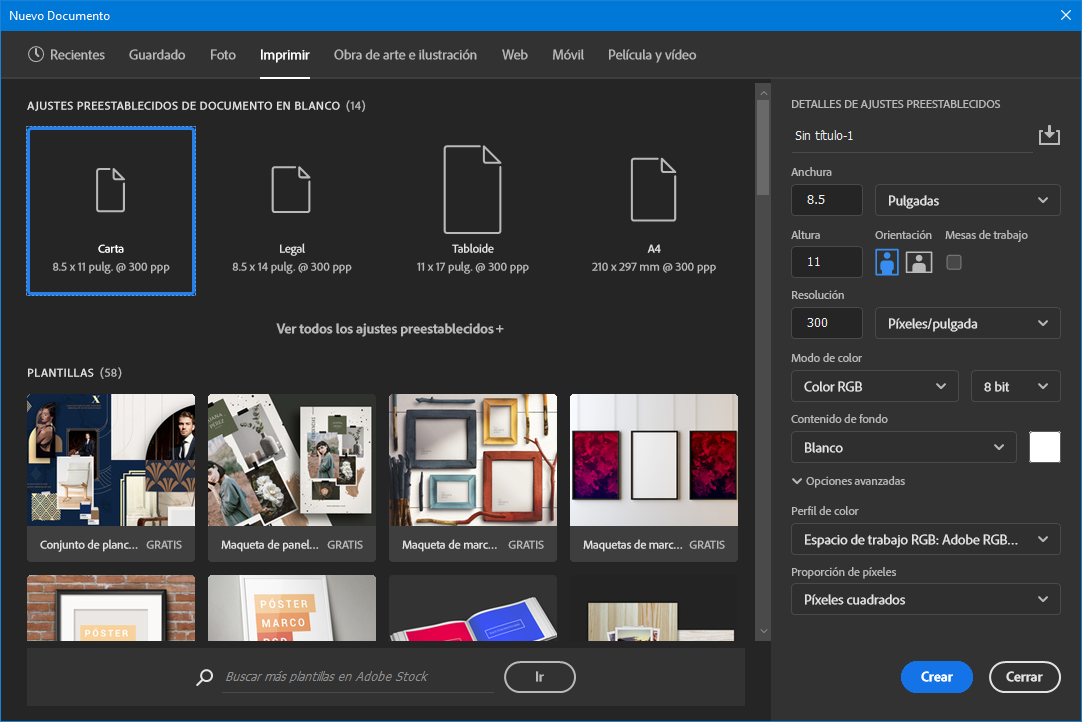 Nuevo Documento
Recientes Guardado Foto Imprimir Obra de arte e ilustración Web Móvil Película y vídeo
AJUSTES PREESTABLECIDOS DE DOCUMENTO EN BLANCO (14)
Carta
8.5 x 11 pulg. @ 300 ppp
Legal
8.5 x 14 pulg. @ 300 ppp
Tabloide
11 x 17 pulg. @ 300 ppp
A4
210 x 297 mm @ 300 ppp
Ver todos los ajustes preestablecidos+
PLANTILLAS (58)
X
Conjunto de planc... GRATIS
Maqueta de panel... GRATIS
Maqueta de marc... GRATIS
Maquetas de marc... GRATIS
PÓSTER
PÓSTER
MARCO
Buscar más plantillas en Adobe Stock
Ir
DETALLES DE AJUSTES PREESTABLECIDOS
Sin título-1
Anchura
8.5 Pulgadas
Altura Orientación Mesas de trabajo
11
Resolución
300 Píxeles/pulgada
Modo de color
Color RGB 8 bit
Contenido de fondo
Blanco
Opciones avanzadas
Perfil de color
Espacio de trabajo RGB: Adobe RGB...
Proporción de píxeles
Píxeles cuadrados
Crear Cerrar